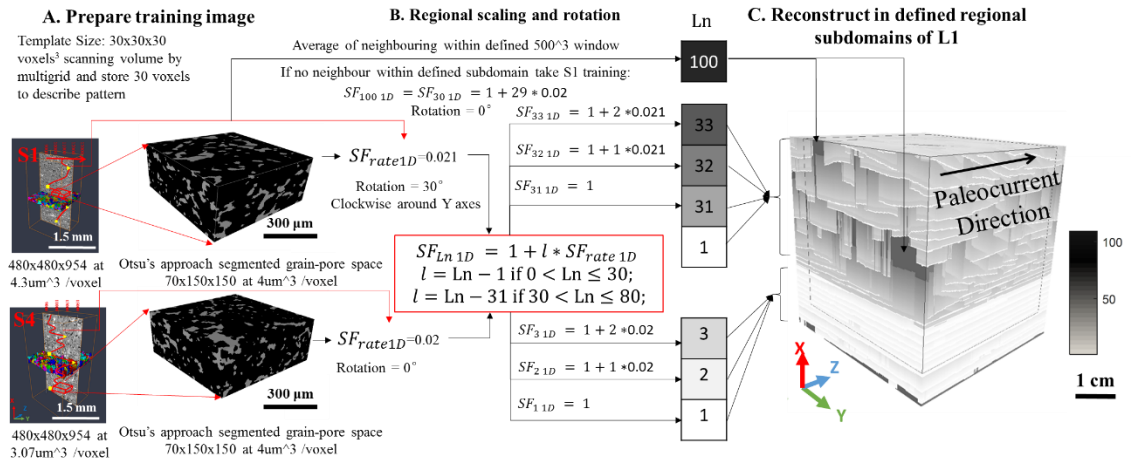 A. Prepare training image
Template Size: 30x30x30
voxels³ scanning volume by
multigrid and store 30 voxels
to describe pattern
S1
1.5 mm
480x480x954 at
4.3um^3 /voxel
300 µm
Otsu's approach segmented grain-pore space
70x150x150 at 4um^3 /voxel
S4
1.5 mm
480x480x954 at
3.07um^3 /voxel
300 µm
Otsu's approach segmented grain-pore space
70x150x150 at 4um^3 /voxel
B. Regional scaling and rotation
Average of neighbouring within defined 500^3 window
If no neighbour within defined subdomain take S1 training:
SF100 1D = SF30 1D = 1 + 29 * 0.02
Rotation = 0°
SFrate1D=0.021
Rotation = 30°
Clockwise around Y axes
SFLn 1D = 1 + l * SFrate 1D
l = Ln − 1 if 0 < Ln ≤ 30;
l = Ln − 31 if 30 < Ln ≤ 80;
SFrate1D=0.02
Rotation = 0°
SF33 1D = 1 + 2 *0.021
SF32 1D = 1 + 1 *0.021
SF31 1D = 1
SF3 1D = 1 + 2 *0.02
SF2 1D = 1 + 1 *0.02
SF1 1D = 1
Ln
100
33
32
31
1
3
2
1
C. Reconstruct in defined regional
subdomains of L1
Paleocurrent
Direction
100
50
X
Z
Y
1 cm